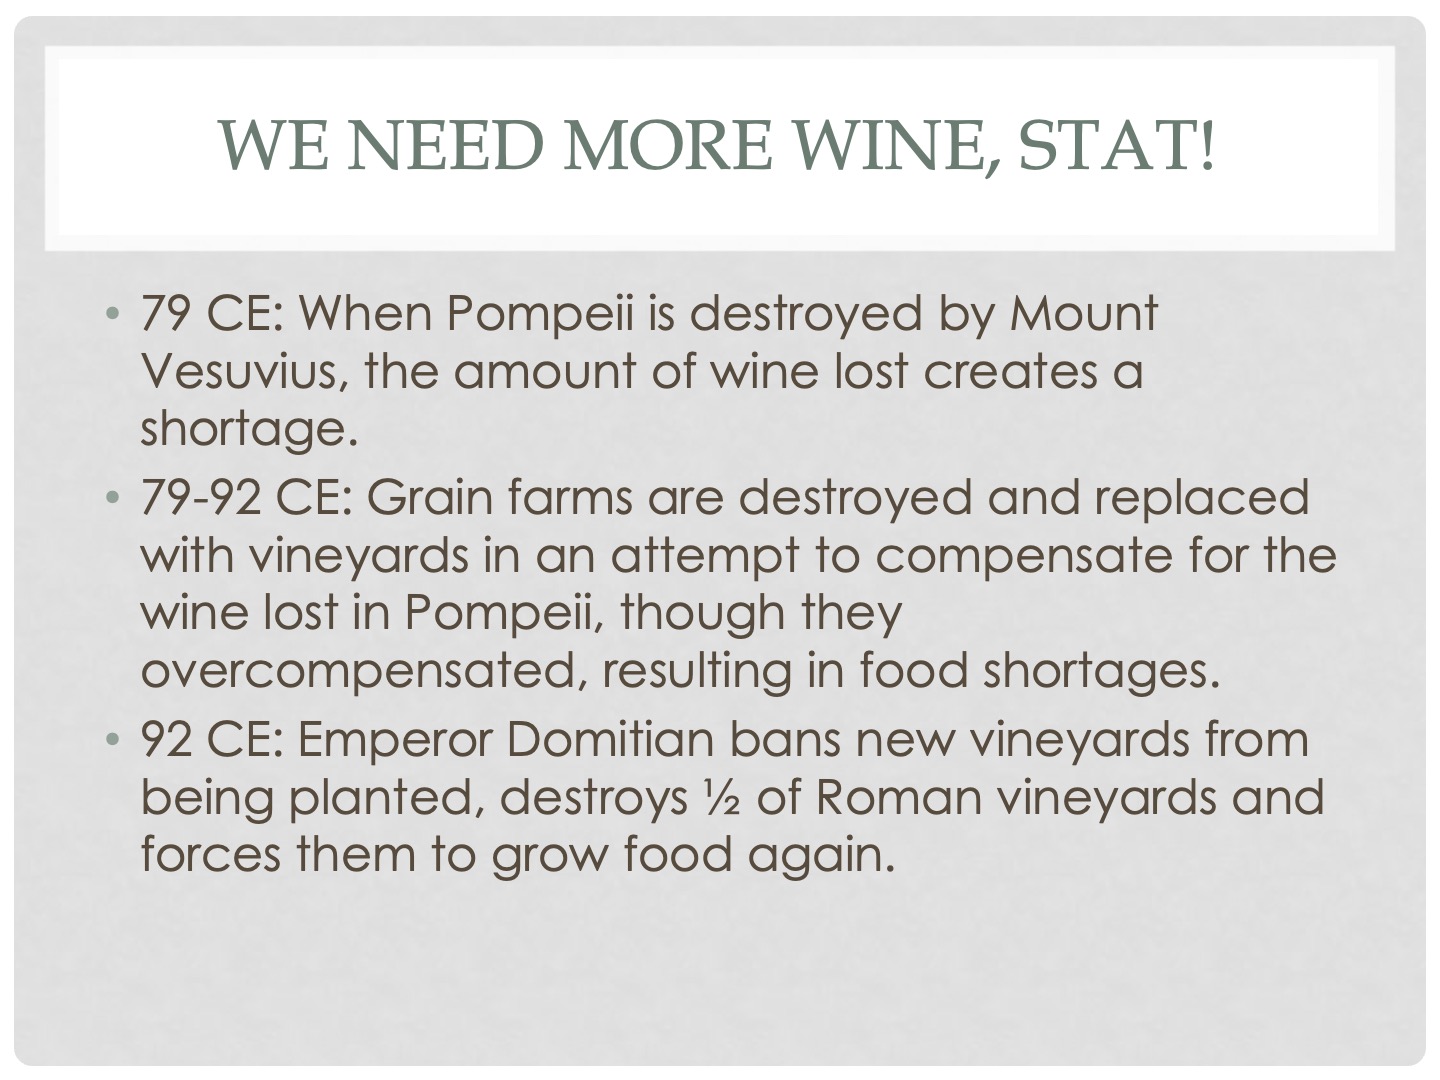 WE NEED MORE WINE, STAT!
• 79 CE: When Pompeii is destroyed by Mount
Vesuvius, the amount of wine lost creates a
shortage.
• 79-92 CE: Grain farms are destroyed and replaced
with vineyards in an attempt to compensate for the
wine lost in Pompeii, though they
overcompensated, resulting in food shortages.
• 92 CE: Emperor Domitian bans new vineyards from
being planted, destroys ½ of Roman vineyards and
forces them to grow food again.